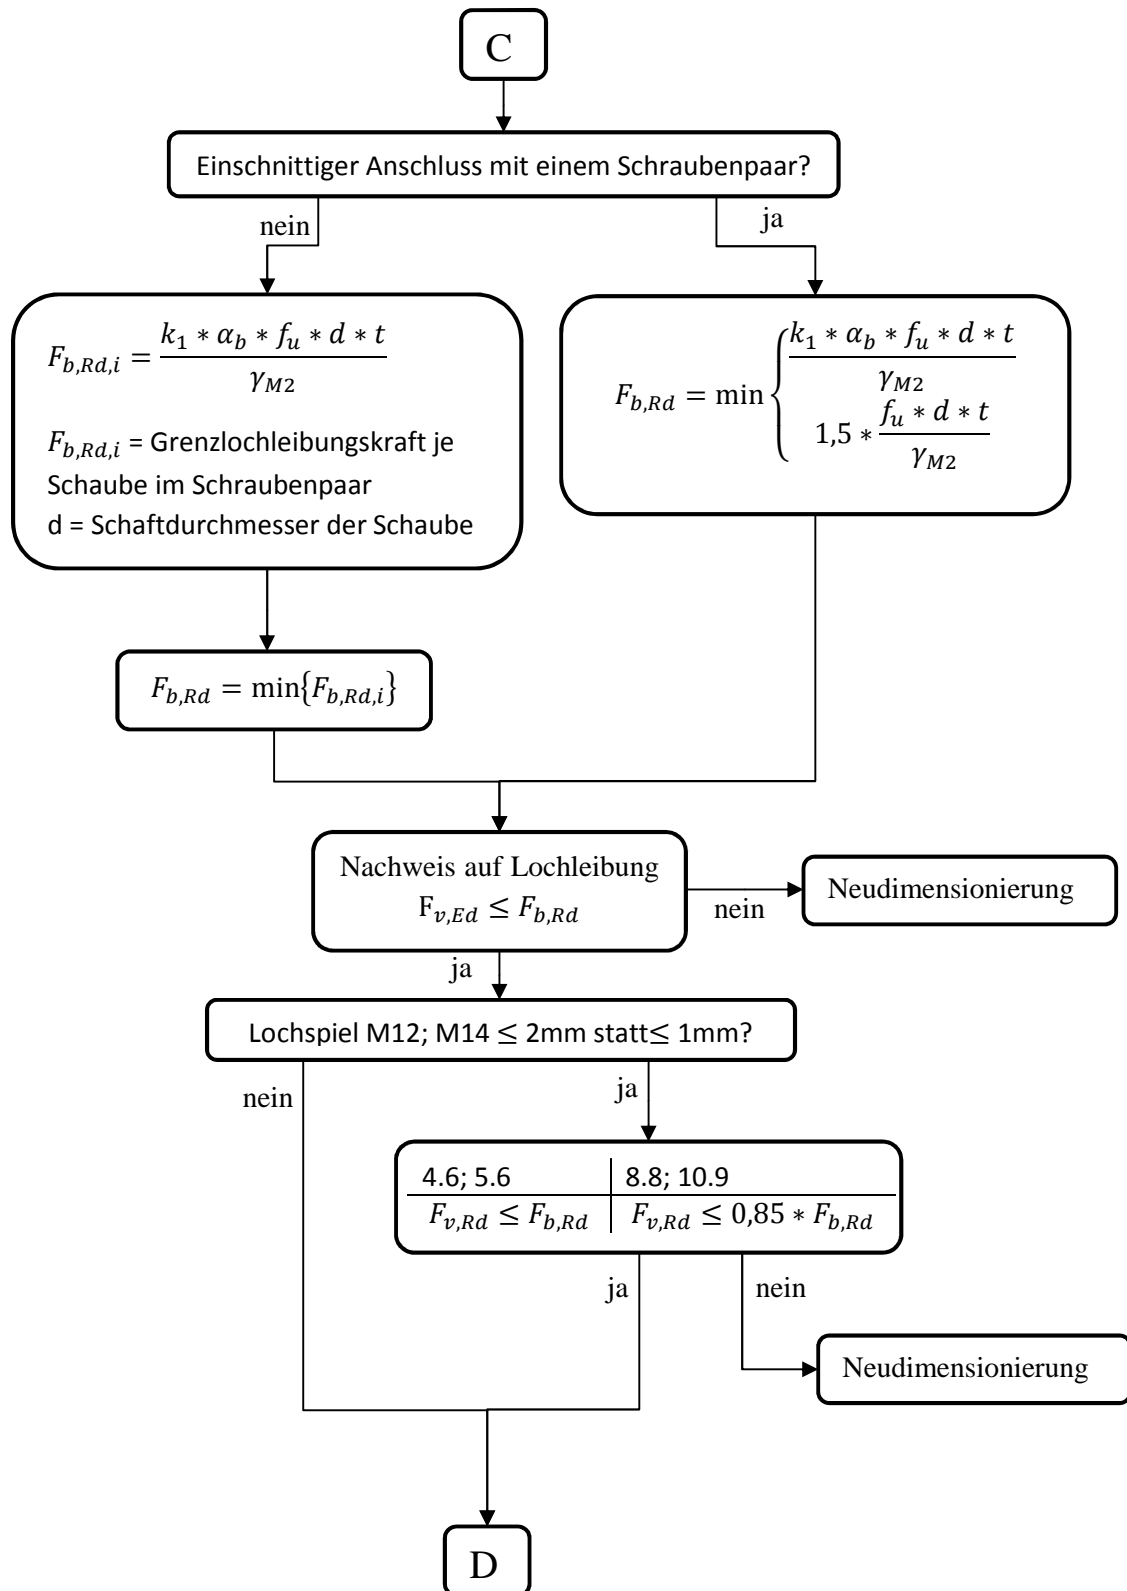 C
Einschnittiger Anschluss mit einem Schraubenpaar?
nein
ja
F_{b,Rd,i} = \frac{k_1 * α_b * f_u * d * t}{γ_{M2}}
F_{b,Rd,i} = Grenzlochleibungskraft je
Schaube im Schraubenpaar
d = Schaftdurchmesser der Schaube
F_{b,Rd} = min { \frac{k_1 * α_b * f_u * d * t}{γ_{M2}}
1,5 * \frac{f_u * d * t}{γ_{M2}}
F_{b,Rd} = min{F_{b,Rd,i}}
Nachweis auf Lochleibung
F_{v,Ed} ≤ F_{b,Rd}
nein
Neudimensionierung
ja
Lochspiel M12; M14 ≤ 2mm statt≤ 1mm?
nein
ja
4.6; 5.6 | 8.8; 10.9
F_{v,Rd} ≤ F_{b,Rd} | F_{v,Rd} ≤ 0,85 * F_{b,Rd}
ja
nein
Neudimensionierung
D